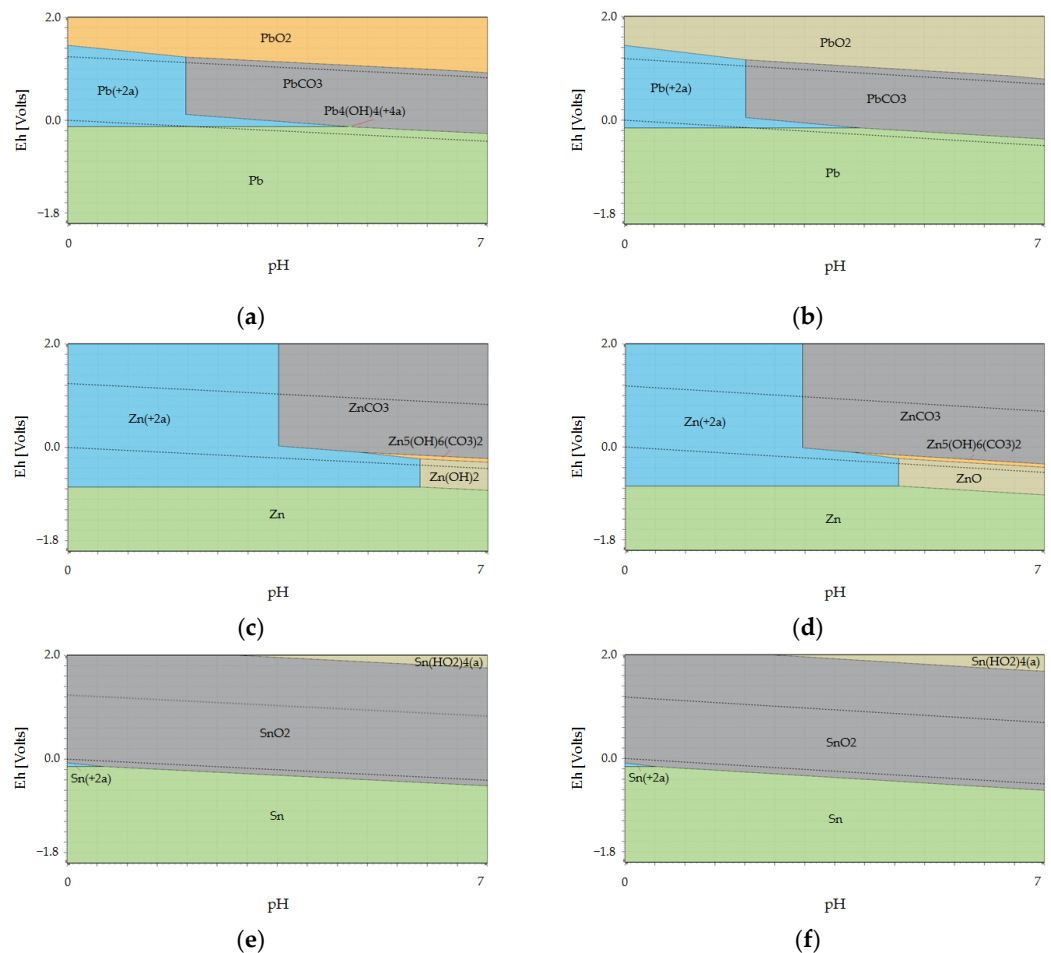 2.0
PbO2
Pb(+2a)
PbCO3
Pb4(OH)4(+4a)
Eh [Volts]
0.0
Pb
−1.8
0
7
pH
(a)
2.0
PbO2
Pb(+2a)
PbCO3
Eh [Volts]
0.0
Pb
−1.8
0
7
pH
(b)
2.0
Zn(+2a)
ZnCO3
Zn5(OH)6(CO3)2
Eh [Volts]
0.0
Zn(OH)2
Zn
−1.8
0
7
pH
(c)
2.0
Zn(+2a)
ZnCO3
Zn5(OH)6(CO3)2
Eh [Volts]
0.0
ZnO
Zn
−1.8
0
7
pH
(d)
2.0
Sn(HO2)4(a)
SnO2
Eh [Volts]
0.0
Sn(+2a)
Sn
−1.8
0
7
pH
(e)
2.0
Sn(HO2)4(a)
SnO2
Eh [Volts]
0.0
Sn(+2a)
Sn
−1.8
0
7
pH
(f)